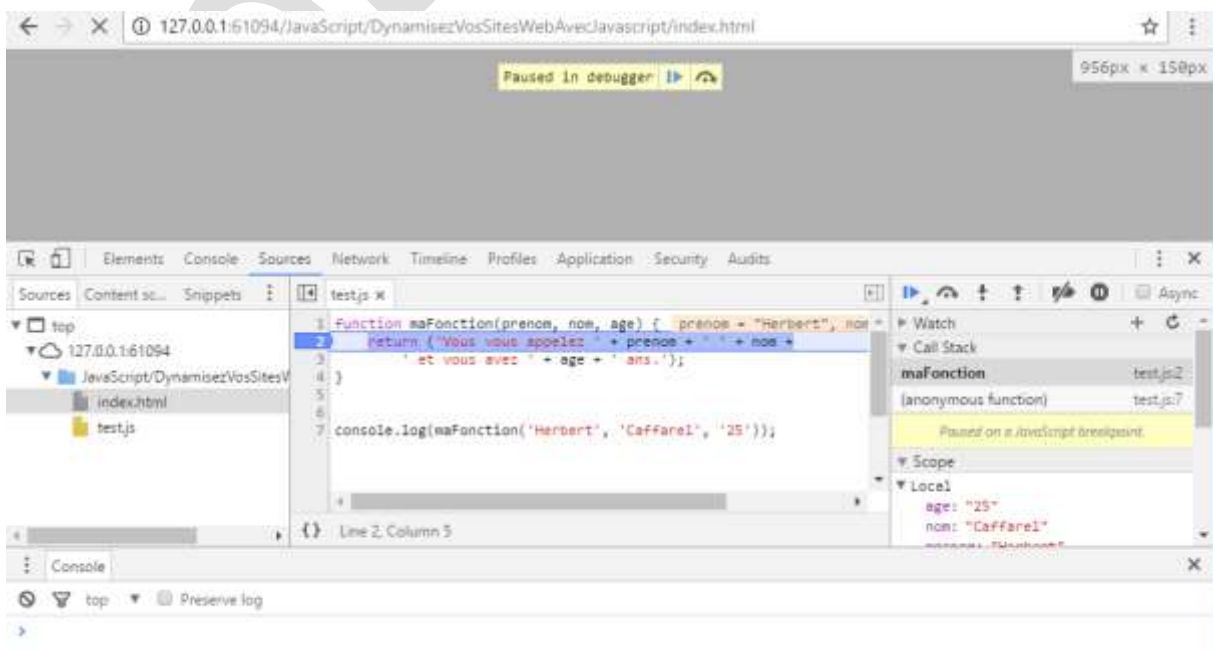 127.0.0.1:61094/JavaScript/DynamisezVosSitesWebAvecJavascript/index.html
Paused in debugger
956px × 150px
Elements Console Sources Network Timeline Profiles Application Security Audits
Sources Content sc... Snippets
test.js ×
Async
top
127.0.0.1:61094
JavaScript/DynamisezVosSitesV
index.html
test.js
1 function maFonction(prenom, nom, age) { prenom = "Herbert", nom
2 return ('Vous vous appelez ' + prenom + ' ' + nom +
3 ' et vous avez ' + age + ' ans.');
4 }
5
6
7 console.log(maFonction('Herbert', 'Caffarel', '25'));
{} Line 2, Column 5
Watch
Call Stack
maFonction test.js:2
(anonymous function) test.js:7
Paused on a JavaScript breakpoint.
Scope
Local
age: "25"
nom: "Caffarel"
Console
top Preserve log
>